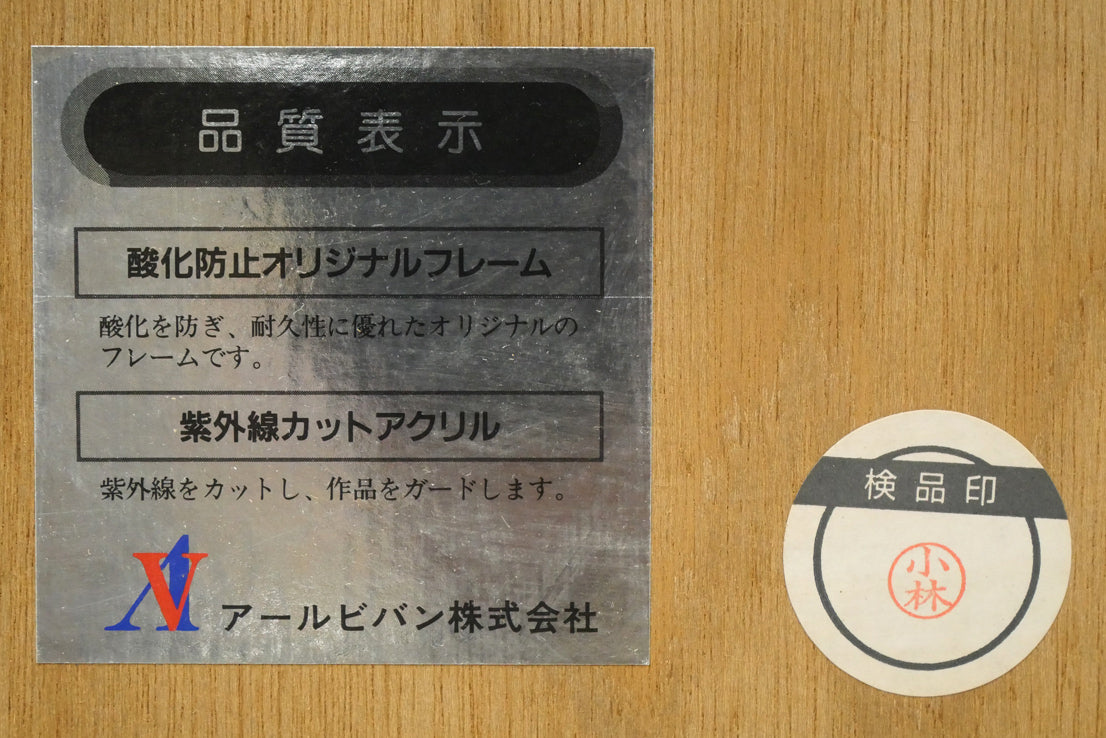 品質表示
酸化防止オリジナルフレーム
酸化を防ぎ、耐久性に優れたオリジナルの
フレームです。
紫外線カットアクリル
紫外線をカットし、作品をガードします。
AV アールビバン株式会社
検品印
小林